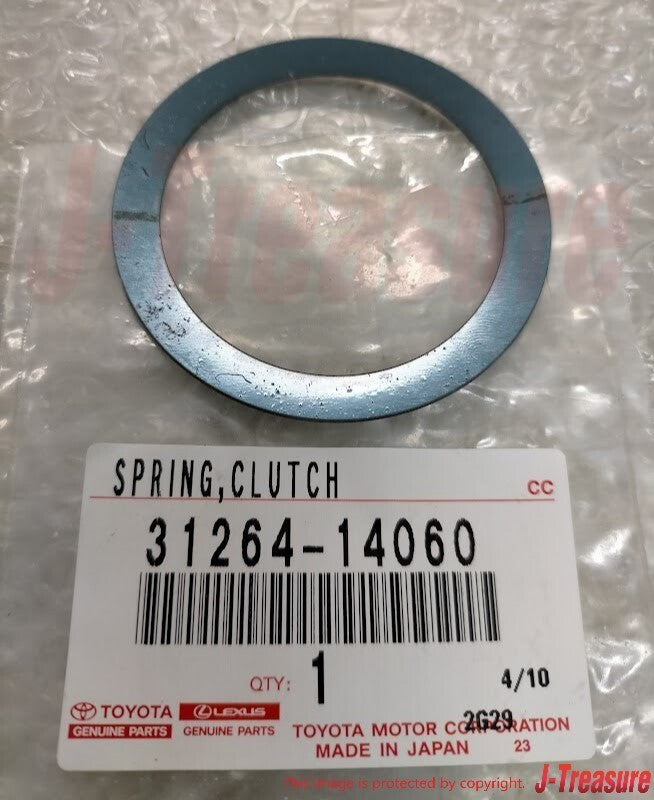 J-Treasure
SPRING,CLUTCH
CC
31264-14060
QTY: 1
4/10
TOYOTA LEXUS
GENUINE PARTS GENUINE PARTS
2G29
TOYOTA MOTOR CORPORATION
MADE IN JAPAN 23
This image is protected by copyright. J-Treasure